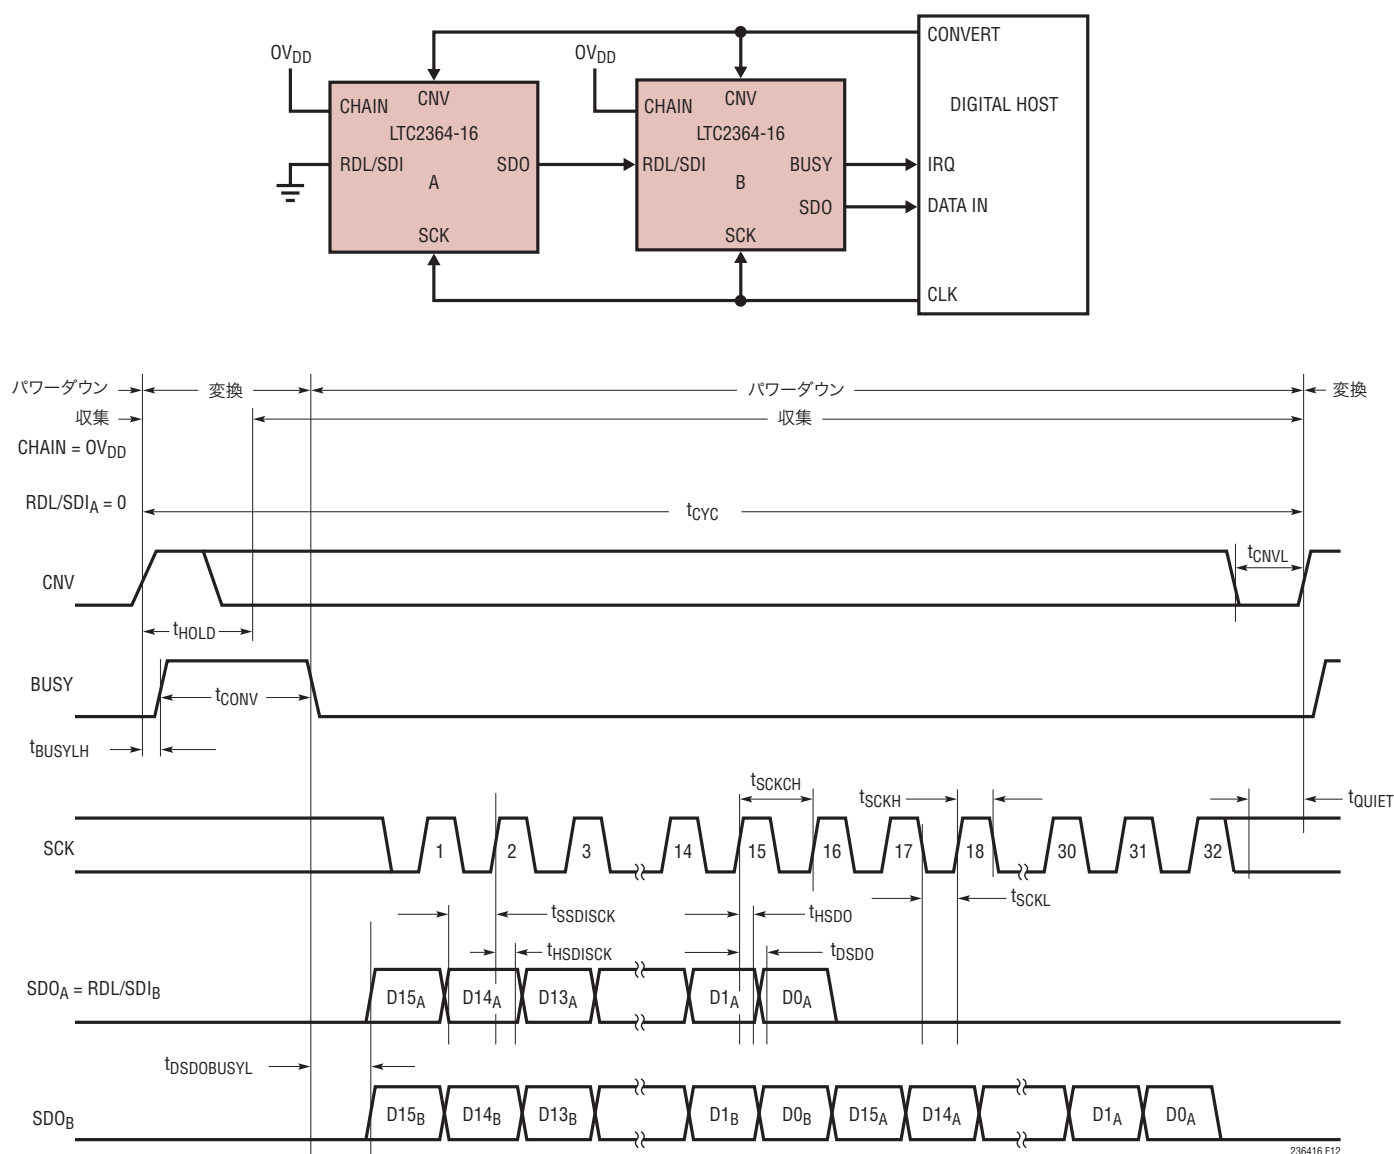 CONVERT
OVDD
OVDD
CHAIN
CNV
LTC2364-16
RDL/SDI
SDO
A
SCK
CHAIN
CNV
LTC2364-16
RDL/SDI
BUSY
B
SDO
SCK
DIGITAL HOST
IRQ
DATA IN
CLK
パワーダウン
変換
パワーダウン
変換
収集
収集
CHAIN = OVDD
RDL/SDIA = 0
tCYC
CNV
tCNVL
tHOLD
BUSY
tCONV
tBUSYLH
tSCKCH
tSCKH
tQUIET
SCK
1
2
3
14
15
16
17
18
30
31
32
tSSDISCK
tHSDO
tSCKL
tHSDISCK
tDSDO
SDOA = RDL/SDIB
D15A
D14A
D13A
D1A
D0A
tDSDOBUSYL
SDOB
D15B
D14B
D13B
D1B
D0B
D15A
D14A
D1A
D0A
236416 F12